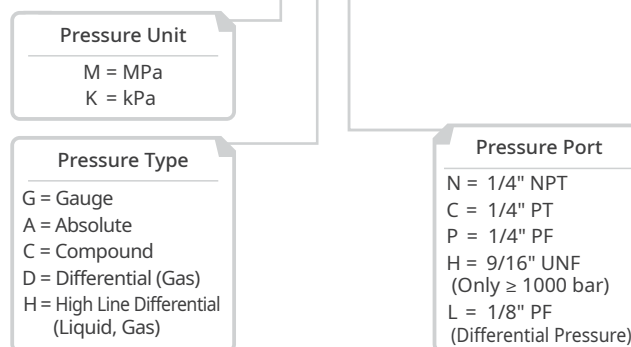 Pressure Unit
M = MPa
K = kPa
Pressure Type
G = Gauge
A = Absolute
C = Compound
D = Differential (Gas)
H = High Line Differential
(Liquid, Gas)
Pressure Port
N = 1/4" NPT
C = 1/4" PT
P = 1/4" PF
H = 9/16" UNF
(Only ≥ 1000 bar)
L = 1/8" PF
(Differential Pressure)